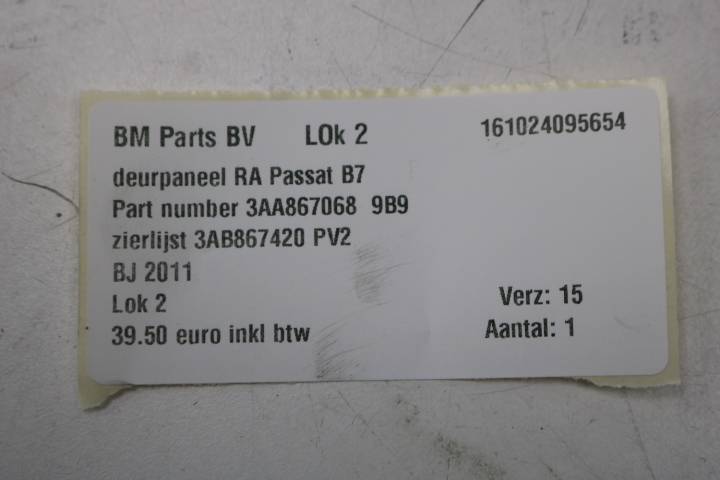 BM Parts BV LOk 2 161024095654
deurpaneel RA Passat B7
Part number 3AA867068 9B9
zierlijst 3AB867420 PV2
BJ 2011
Lok 2 Verz: 15
39.50 euro inkl btw Aantal: 1